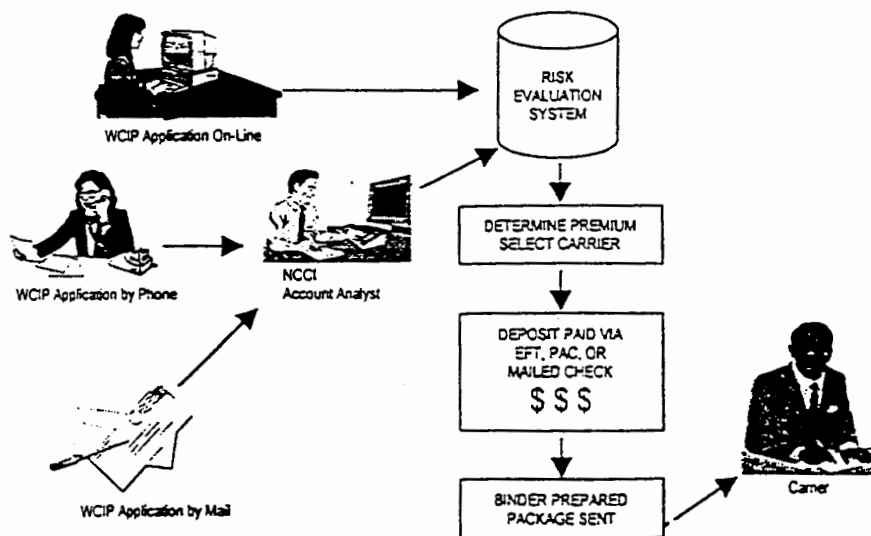 RISK
EVALUATION
SYSTEM
WCIP Application On-Line
DETERMINE PREMIUM
SELECT CARRIER
WCIP Application by Phone
NCCI
Account Analyst
DEPOSIT PAID VIA
EFT, PAC, OR
MAILED CHECK
$ $ $
WCIP Application by Mail
BINDER PREPARED
PACKAGE SENT
Carrier